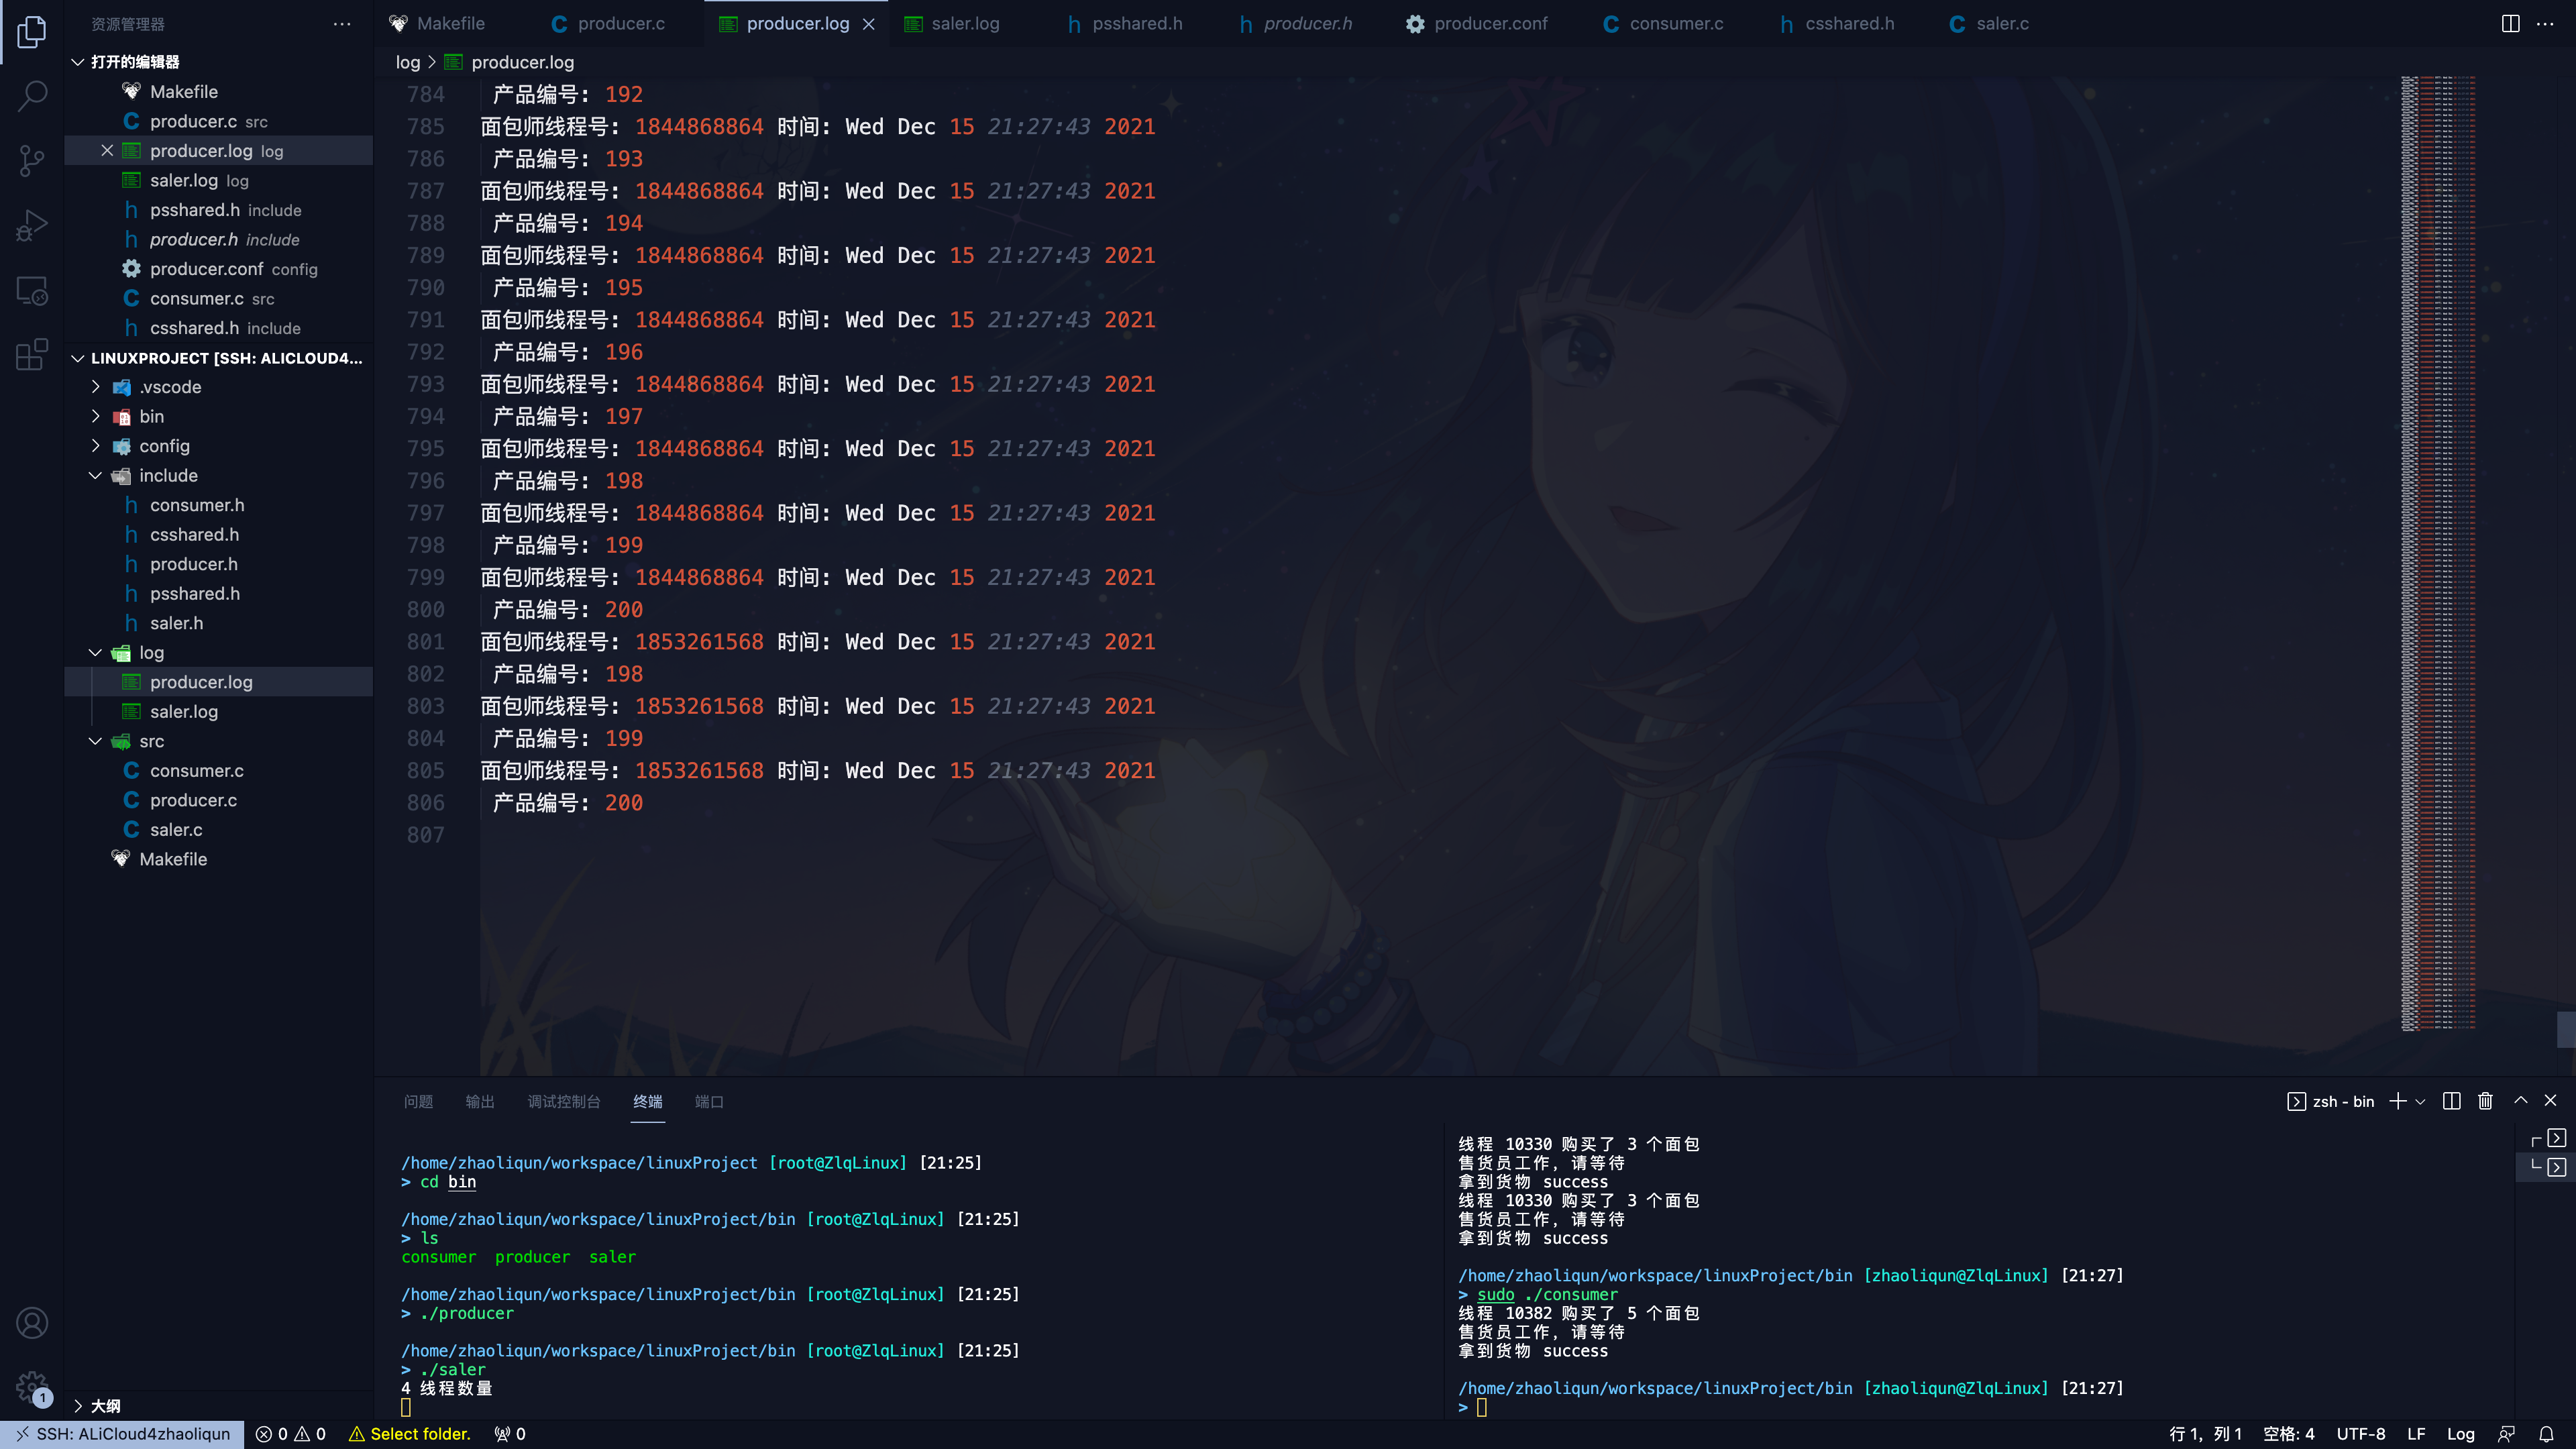 资源管理器
打开的编辑器
Makefile
producer.c src
producer.log log
saler.log log
psshared.h include
producer.h include
producer.conf config
consumer.c src
csshared.h include
LINUXPROJECT [SSH: ALICLOUD4...
.vscode
bin
config
include
consumer.h
csshared.h
producer.h
psshared.h
saler.h
log
producer.log
saler.log
src
consumer.c
producer.c
saler.c
Makefile
大纲
Makefile producer.c producer.log saler.log psshared.h producer.h producer.conf consumer.c csshared.h saler.c
log > producer.log
784 产品编号: 192
785 面包师线程号: 1844868864 时间: Wed Dec 15 21:27:43 2021
786 产品编号: 193
787 面包师线程号: 1844868864 时间: Wed Dec 15 21:27:43 2021
788 产品编号: 194
789 面包师线程号: 1844868864 时间: Wed Dec 15 21:27:43 2021
790 产品编号: 195
791 面包师线程号: 1844868864 时间: Wed Dec 15 21:27:43 2021
792 产品编号: 196
793 面包师线程号: 1844868864 时间: Wed Dec 15 21:27:43 2021
794 产品编号: 197
795 面包师线程号: 1844868864 时间: Wed Dec 15 21:27:43 2021
796 产品编号: 198
797 面包师线程号: 1844868864 时间: Wed Dec 15 21:27:43 2021
798 产品编号: 199
799 面包师线程号: 1844868864 时间: Wed Dec 15 21:27:43 2021
800 产品编号: 200
801 面包师线程号: 1853261568 时间: Wed Dec 15 21:27:43 2021
802 产品编号: 198
803 面包师线程号: 1853261568 时间: Wed Dec 15 21:27:43 2021
804 产品编号: 199
805 面包师线程号: 1853261568 时间: Wed Dec 15 21:27:43 2021
806 产品编号: 200
807
问题 输出 调试控制台 终端 端口
zsh - bin
/home/zhaoliqun/workspace/linuxProject [root@ZlqLinux] [21:25]
> cd bin
/home/zhaoliqun/workspace/linuxProject/bin [root@ZlqLinux] [21:25]
> ls
consumer producer saler
/home/zhaoliqun/workspace/linuxProject/bin [root@ZlqLinux] [21:25]
> ./producer
/home/zhaoliqun/workspace/linuxProject/bin [root@ZlqLinux] [21:25]
> ./saler
4 线程数量
线程 10330 购买了 3 个面包
售货员工作, 请等待
拿到货物 success
线程 10330 购买了 3 个面包
售货员工作, 请等待
拿到货物 success
/home/zhaoliqun/workspace/linuxProject/bin [zhaoliqun@ZlqLinux] [21:27]
> sudo ./consumer
线程 10382 购买了 5 个面包
售货员工作, 请等待
拿到货物 success
/home/zhaoliqun/workspace/linuxProject/bin [zhaoliqun@ZlqLinux] [21:27]
>
1
SSH: ALiCloud4zhaoliqun 0 0 Select folder. 0 行 1, 列 1 空格: 4 UTF-8 LF Log